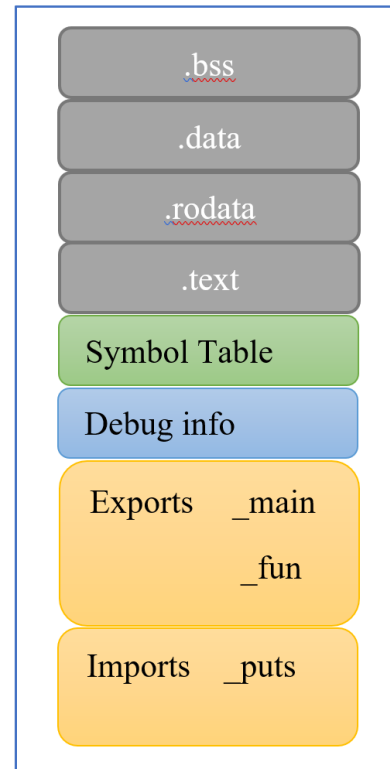 .bss
.data
.rodata
.text
Symbol Table
Debug info
Exports _main
_fun
Imports _puts